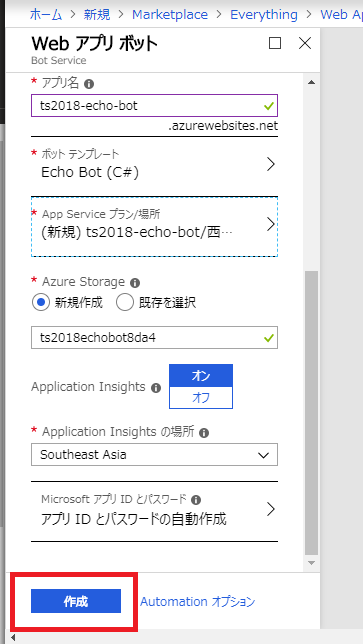 ホーム > 新規 > Marketplace > Everything > Web Ap
Web アプリ ボット
Bot Service
* アプリ名
ts2018-echo-bot
.azurewebsites.net
* ボット テンプレート
Echo Bot (C#)
* App Service プラン/場所
(新規) ts2018-echo-bot/西…
* Azure Storage
新規作成 既存を選択
ts2018echobot8da4
Application Insights オン
オフ
* Application Insights の場所
Southeast Asia
Microsoft アプリ ID とパスワード
アプリ ID とパスワードの自動作成
作成 Automation オプション